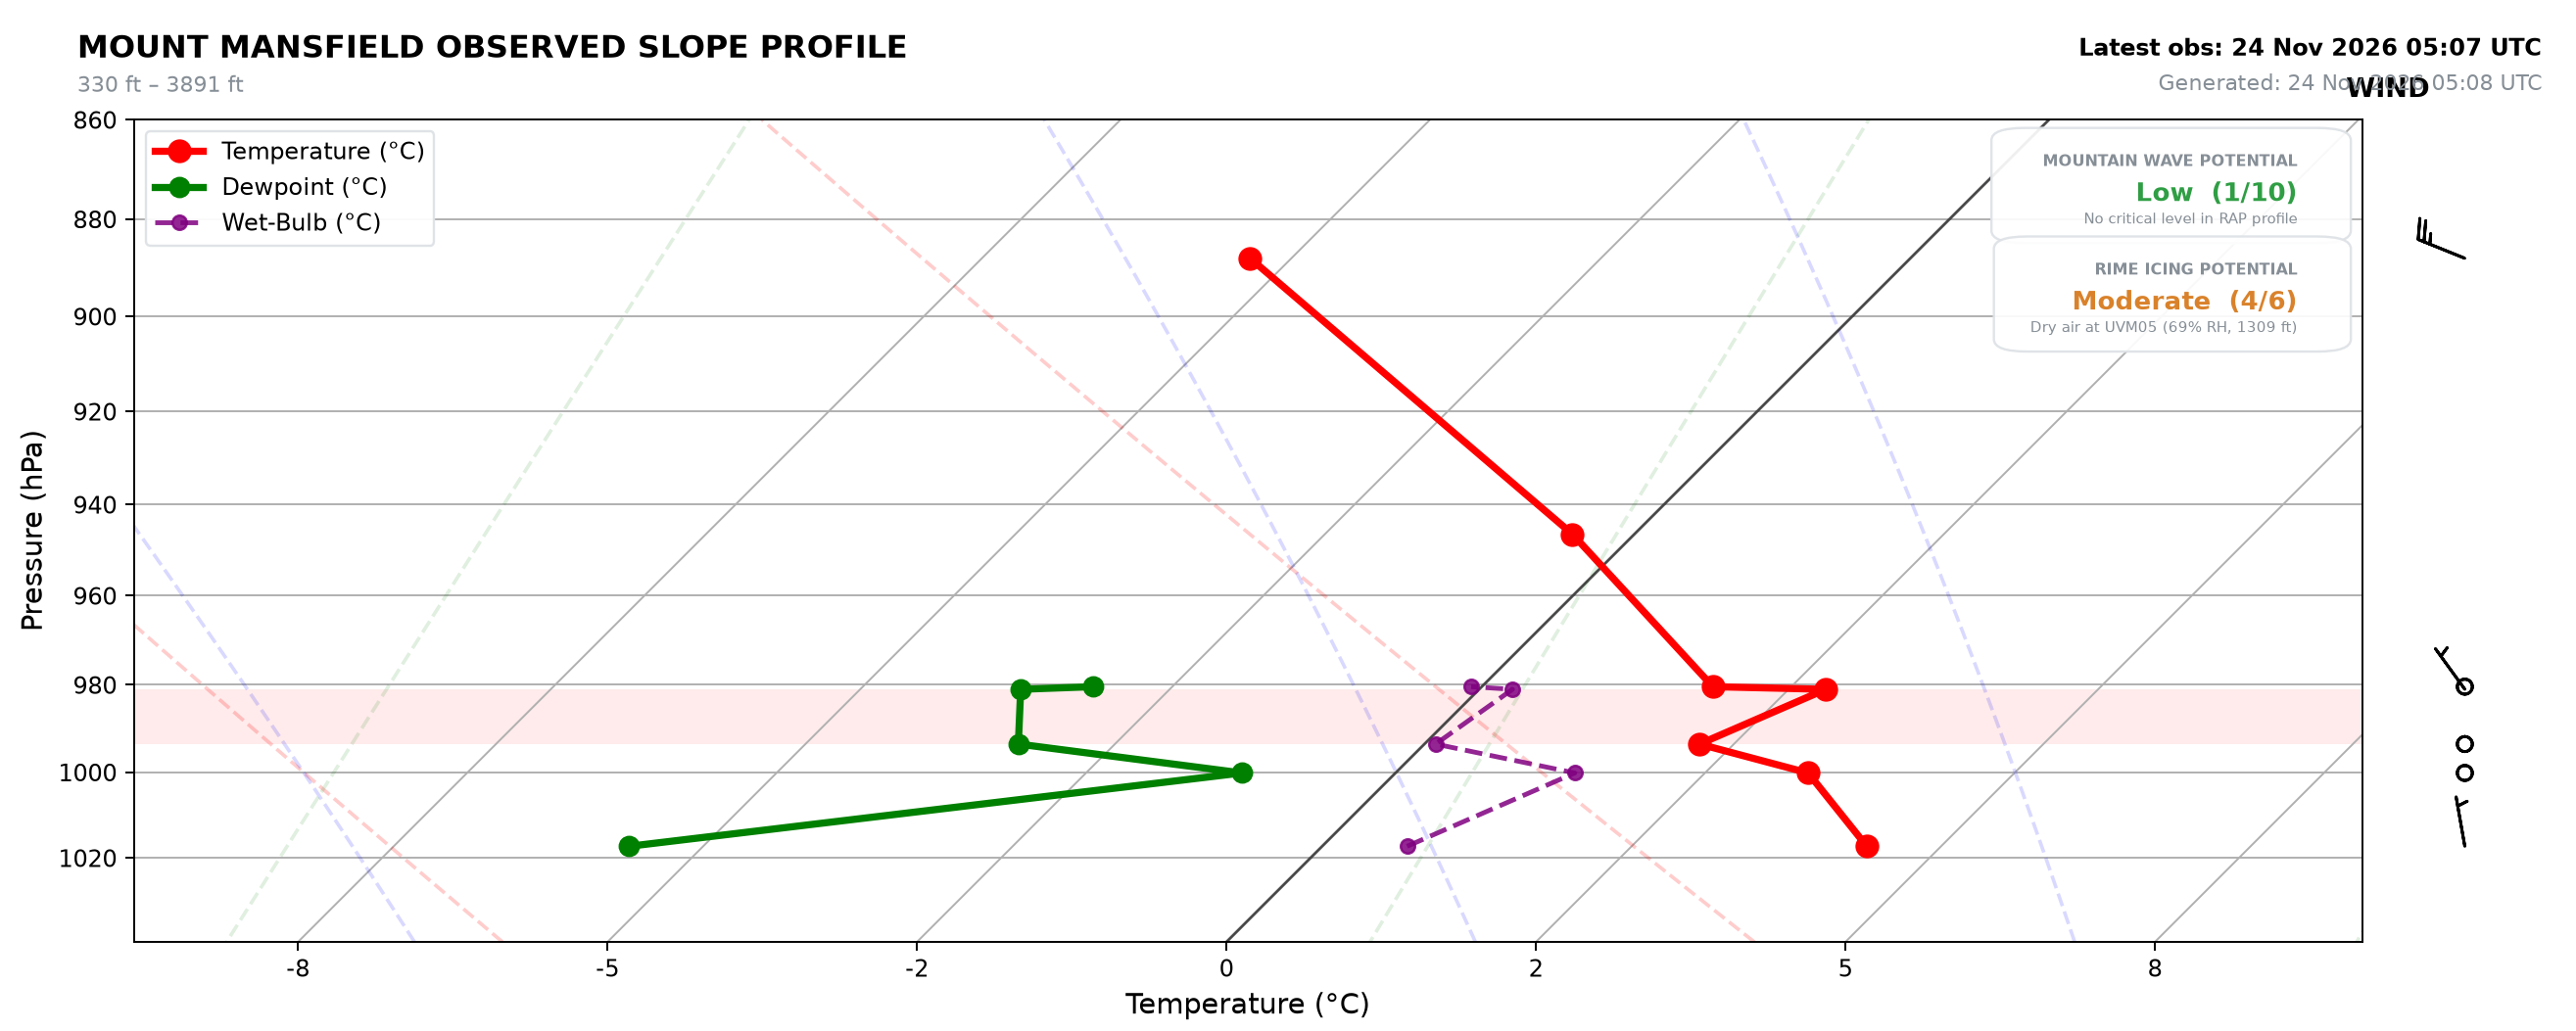 MOUNT MANSFIELD OBSERVED SLOPE PROFILE
330 ft – 3891 ft
Latest obs: 24 Nov 2026 05:07 UTC
Generated: 24 Nov 2026 05:08 UTC
WIND
Temperature (°C)
Dewpoint (°C)
Wet-Bulb (°C)
MOUNTAIN WAVE POTENTIAL
Low (1/10)
No critical level in RAP profile
RIME ICING POTENTIAL
Moderate (4/6)
Dry air at UVM05 (69% RH, 1309 ft)
Pressure (hPa)
860
880
900
920
940
960
980
1000
1020
-8 -5 -2 0 2 5 8
Temperature (°C)